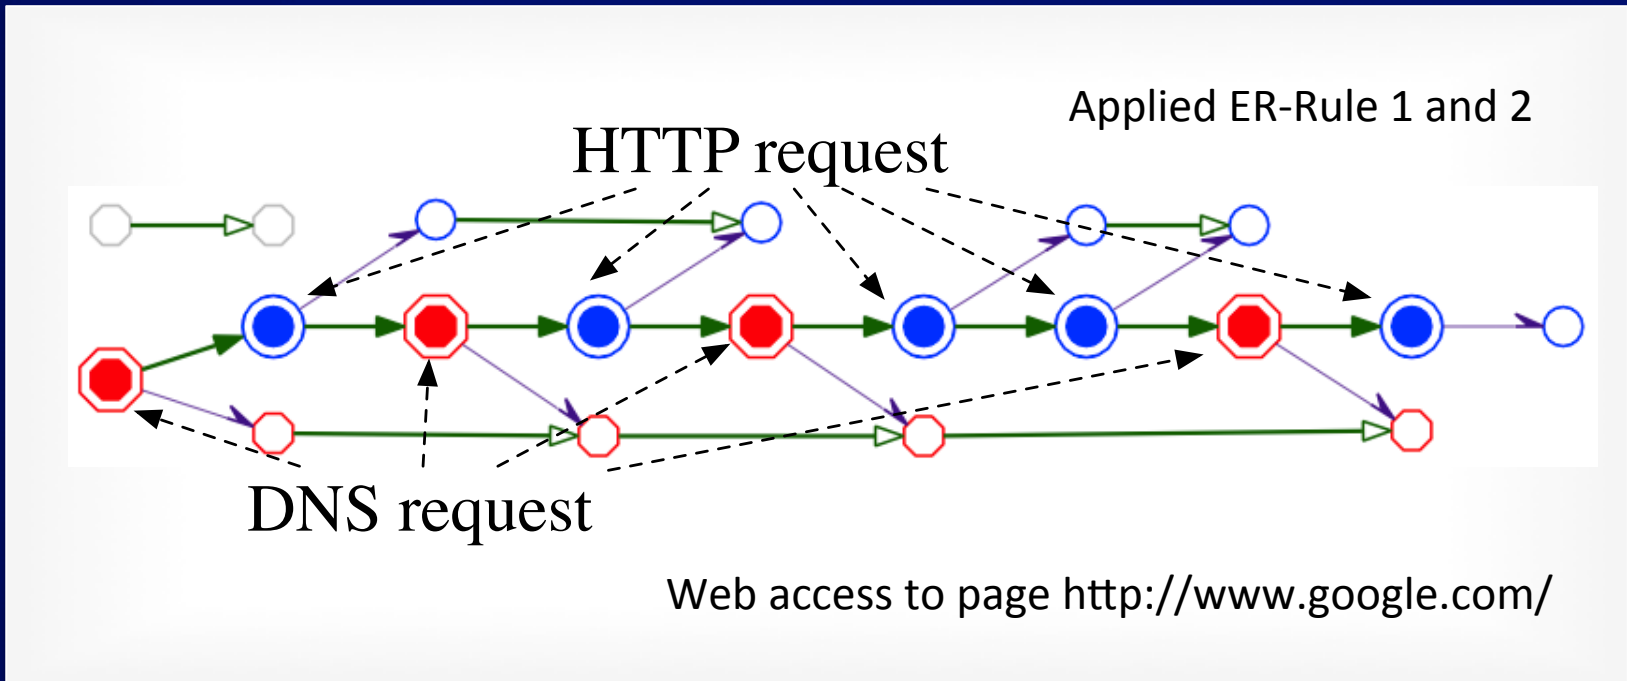 Applied ER-Rule 1 and 2
HTTP request
DNS request
Web access to page http://www.google.com/